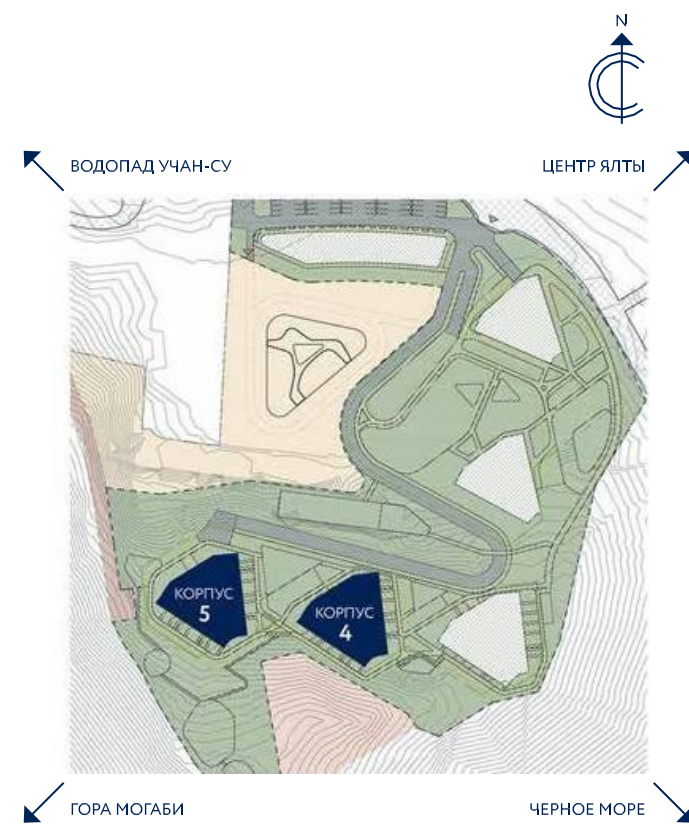 N
ВОДОПАД УЧАН-СУ
ЦЕНТР ЯЛТЫ
КОРПУС
5
КОРПУС
4
ГОРА МОГАБИ
ЧЕРНОЕ МОРЕ